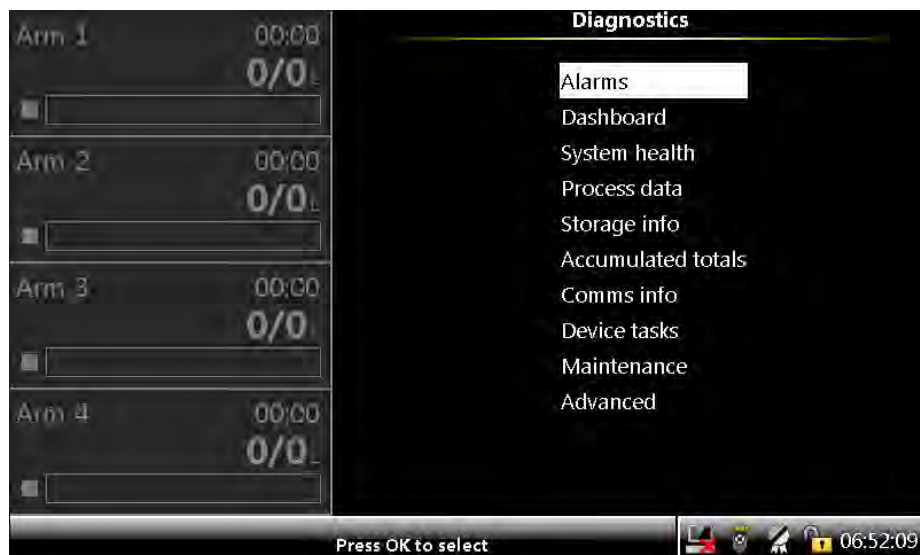 Arm 1 00:00
0/0 L
Arm 2 00:00
0/0 L
Arm 3 00:00
0/0 L
Arm 4 00:00
0/0 L
Diagnostics
Alarms
Dashboard
System health
Process data
Storage info
Accumulated totals
Comms info
Device tasks
Maintenance
Advanced
Press OK to select
06:52:09